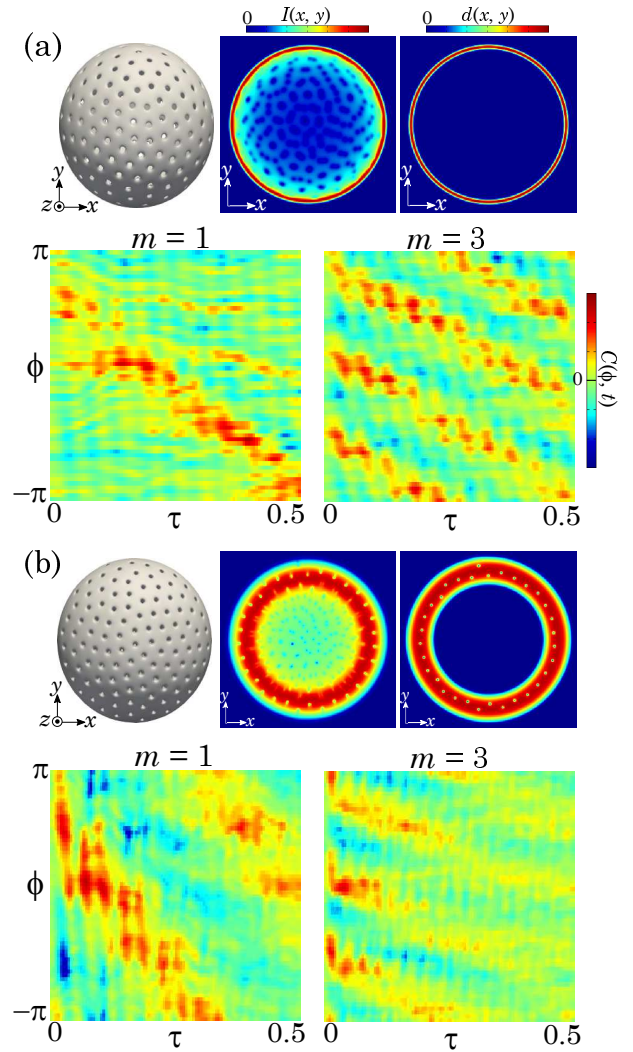 0 I(x, y) 0 d(x, y)
(a)
y
z x
y
x
y
x
m = 1 m = 3
π
ϕ
−π
0 τ 0.5 0 τ 0.5
0 C(ϕ, t)
(b)
y
z x
y
x
y
x
m = 1 m = 3
π
ϕ
−π
0 τ 0.5 0 τ 0.5